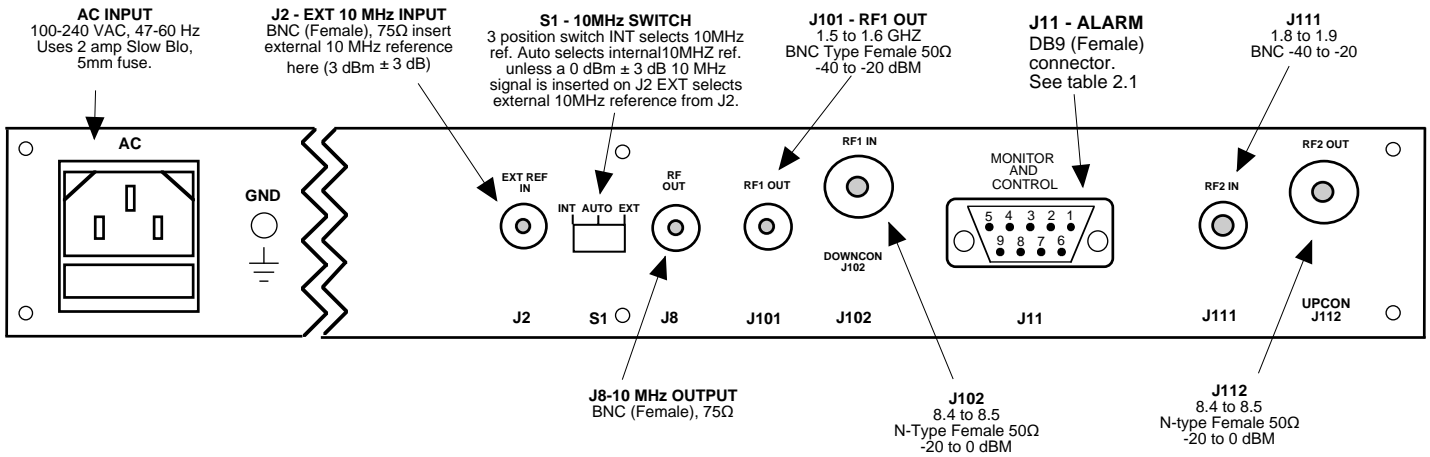 AC INPUT
100-240 VAC, 47-60 Hz
Uses 2 amp Slow Blo,
5mm fuse.
J2 - EXT 10 MHz INPUT
BNC (Female), 75Ω insert
external 10 MHz reference
here (3 dBm ± 3 dB)
S1 - 10MHz SWITCH
3 position switch INT selects 10MHz
ref. Auto selects internal10MHZ ref.
unless a 0 dBm ± 3 dB 10 MHz
signal is inserted on J2 EXT selects
external 10MHz reference from J2.
J101 - RF1 OUT
1.5 to 1.6 GHZ
BNC Type Female 50Ω
-40 to -20 dBM
J11 - ALARM
DB9 (Female)
connector.
See table 2.1
J111
1.8 to 1.9
BNC -40 to -20
AC
GND
EXT REF
IN
INT AUTO EXT
RF
OUT
RF1 OUT
RF1 IN
DOWNCON
J102
MONITOR
AND
CONTROL
5 4 3 2 1
9 8 7 6
RF2 IN
RF2 OUT
UPCON
J112
J2
S1
J8
J101
J102
J11
J111
J8-10 MHz OUTPUT
BNC (Female), 75Ω
J102
8.4 to 8.5
N-Type Female 50Ω
-20 to 0 dBM
J112
8.4 to 8.5
N-type Female 50Ω
-20 to 0 dBM